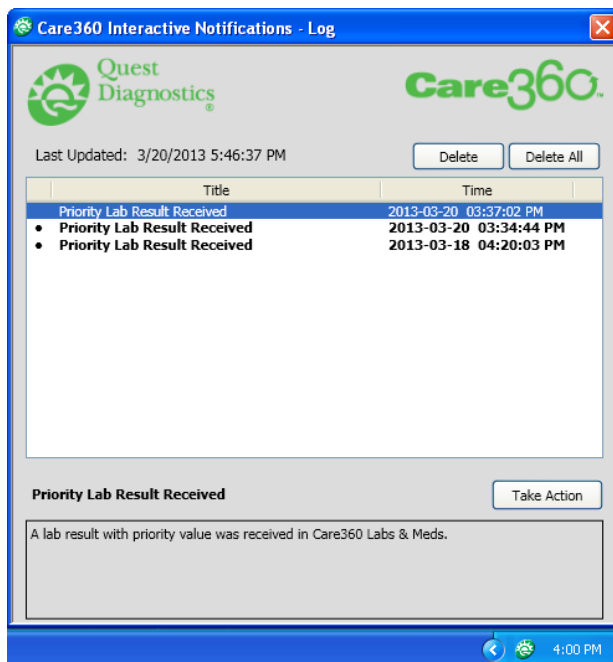 Care360 Interactive Notifications - Log
Quest
Diagnostics®
Care360™
Last Updated: 3/20/2013 5:46:37 PM
Delete
Delete All
Title
Time
Priority Lab Result Received 2013-03-20 03:37:02 PM
• Priority Lab Result Received 2013-03-20 03:34:44 PM
• Priority Lab Result Received 2013-03-18 04:20:03 PM
Priority Lab Result Received
Take Action
A lab result with priority value was received in Care360 Labs & Meds.
4:00 PM